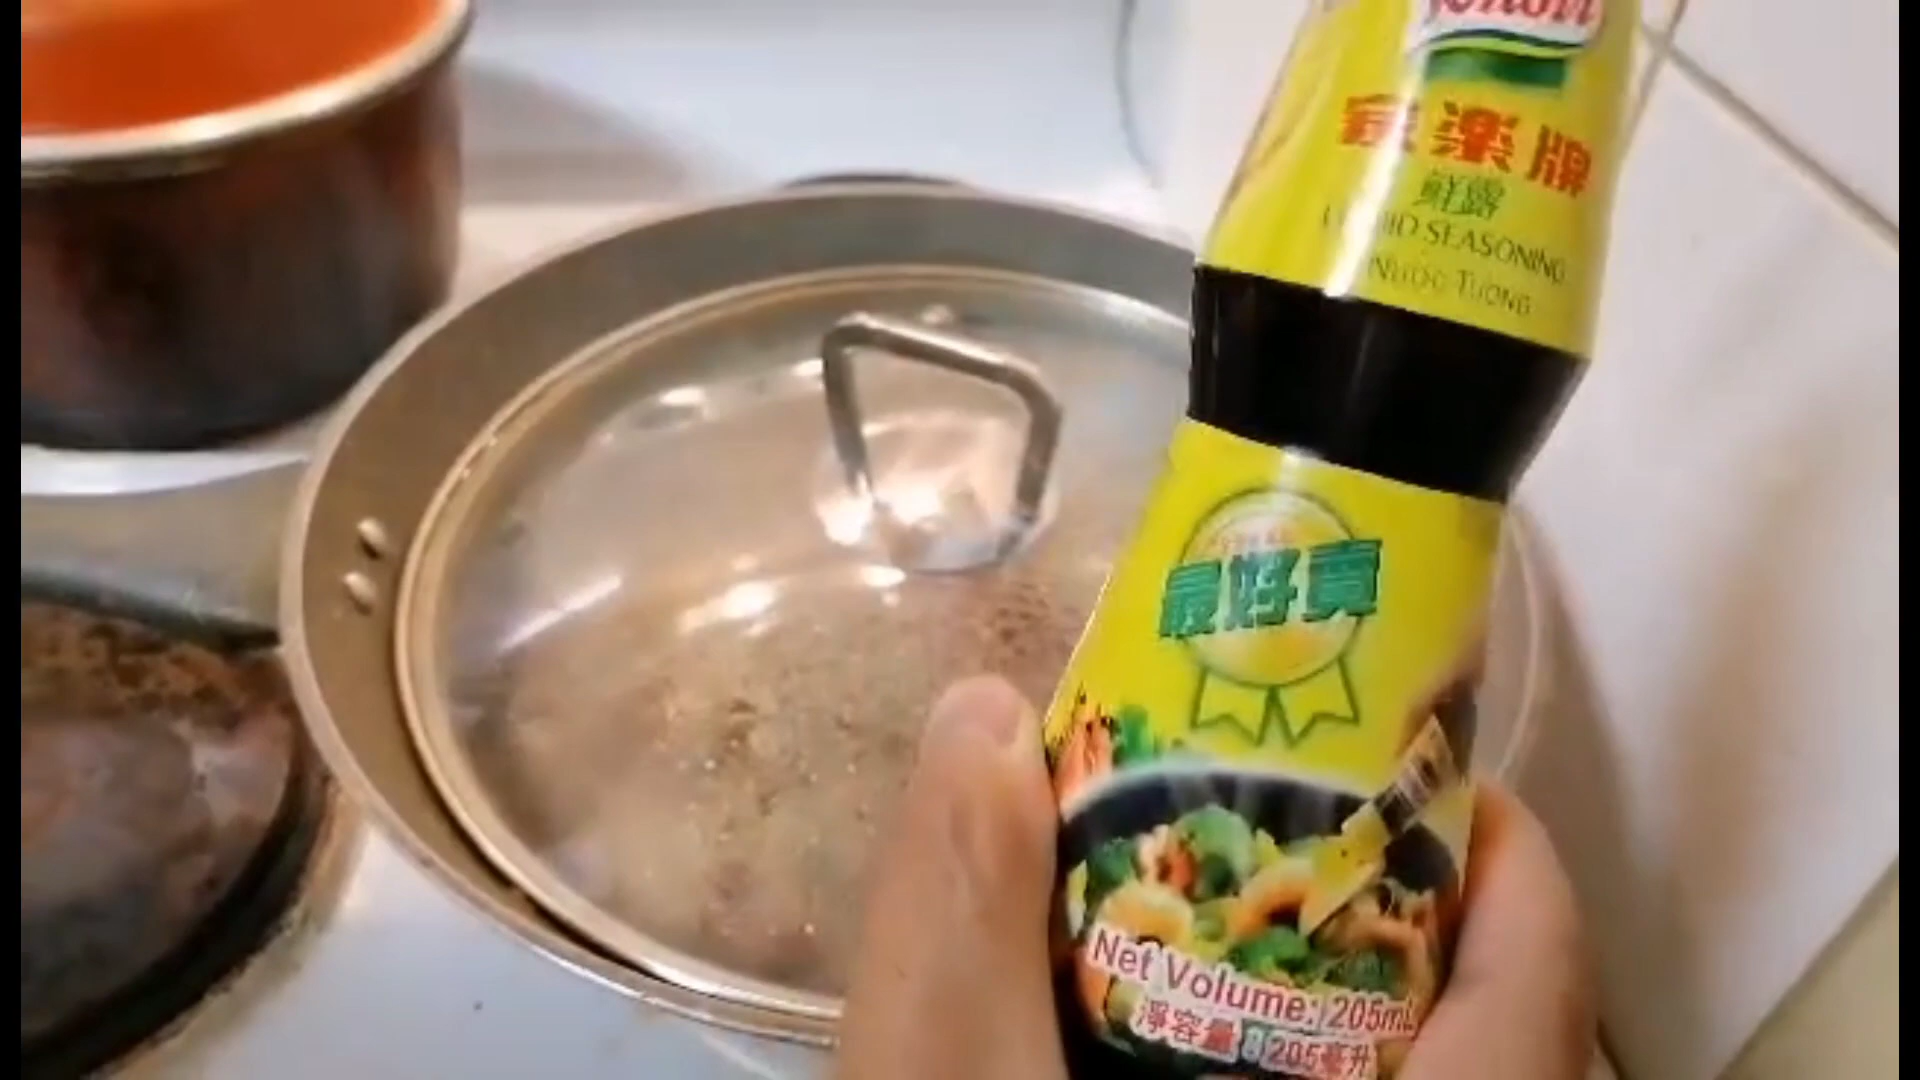 Knorr
家樂牌
鮮露
LIQUID SEASONING
NƯỚC TƯƠNG
最好賣
Net Volume: 205mL
淨容量：205毫升